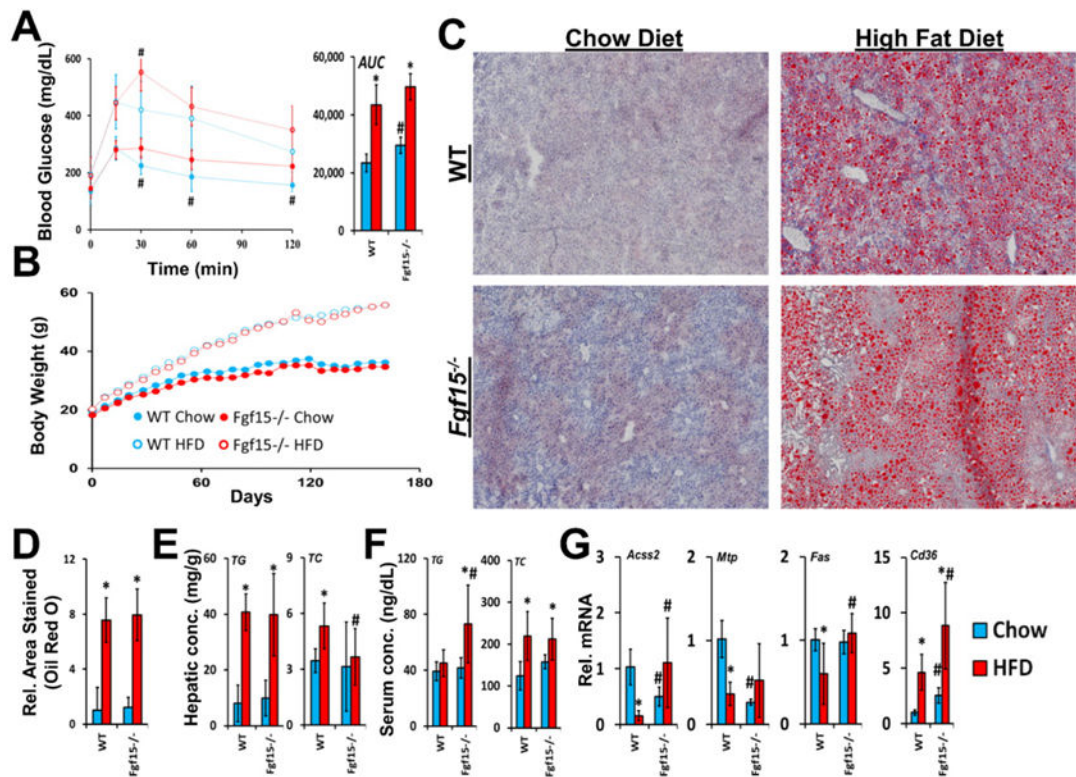 A
Blood Glucose (mg/dL)
600
400
200
0
0
30
60
120
Time (min)
#
#
#
#
60,000
40,000
20,000
0
AUC
*
#
*
WT
Fgf15-/-
B
Body Weight (g)
60
40
20
0
0
60
120
180
Days
WT Chow
Fgf15-/- Chow
WT HFD
Fgf15-/- HFD
C
Chow Diet
High Fat Diet
WT
Fgf15-/-
D
Rel. Area Stained
(Oil Red O)
12
8
4
0
*
*
WT
Fgf15-/-
E
Hepatic conc. (mg/g)
60
40
20
0
TG
*
*
WT
Fgf15-/-
9
6
3
0
TC
*
#
WT
Fgf15-/-
F
Serum conc. (ng/dL)
120
80
40
0
TG
*#
WT
Fgf15-/-
400
300
200
100
0
TC
*
*
WT
Fgf15-/-
G
Rel. mRNA
2.0
1.0
0
Acss2
*
#
#
WT
Fgf15-/-
2
1
0
Mtp
*
#
WT
Fgf15-/-
2
1
0
Fas
*
#
WT
Fgf15-/-
15
10
5
0
Cd36
*
#
*#
WT
Fgf15-/-
Chow
HFD